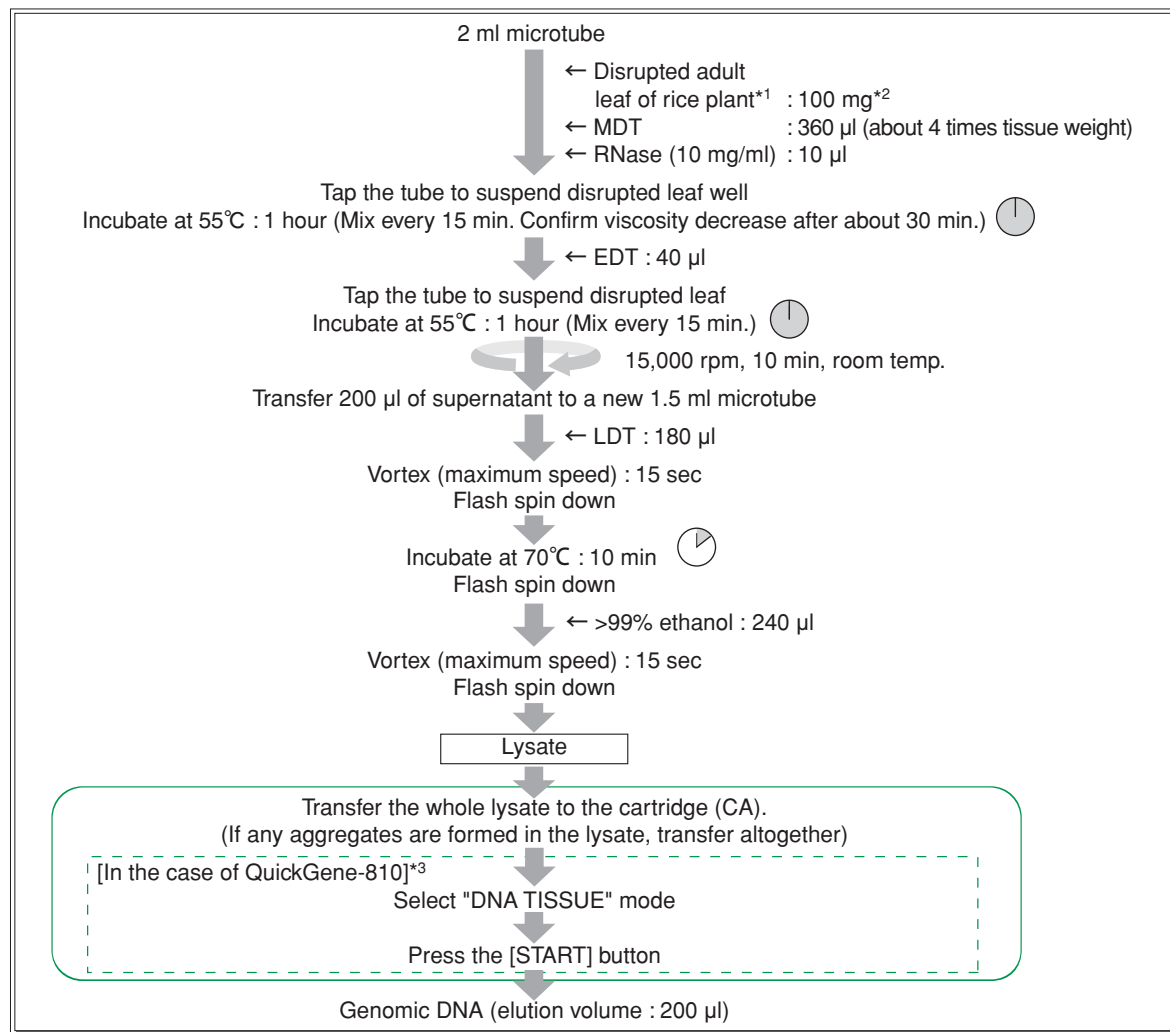 2 ml microtube
← Disrupted adult
leaf of rice plant*1 : 100 mg*2
← MDT : 360 µl (about 4 times tissue weight)
← RNase (10 mg/ml) : 10 µl
Tap the tube to suspend disrupted leaf well
Incubate at 55℃ : 1 hour (Mix every 15 min. Confirm viscosity decrease after about 30 min.)
← EDT : 40 µl
Tap the tube to suspend disrupted leaf
Incubate at 55℃ : 1 hour (Mix every 15 min.)
15,000 rpm, 10 min, room temp.
Transfer 200 µl of supernatant to a new 1.5 ml microtube
← LDT : 180 µl
Vortex (maximum speed) : 15 sec
Flash spin down
Incubate at 70℃ : 10 min
Flash spin down
← >99% ethanol : 240 µl
Vortex (maximum speed) : 15 sec
Flash spin down
Lysate
Transfer the whole lysate to the cartridge (CA).
(If any aggregates are formed in the lysate, transfer altogether)
[In the case of QuickGene-810]*3
Select "DNA TISSUE" mode
Press the [START] button
Genomic DNA (elution volume : 200 µl)